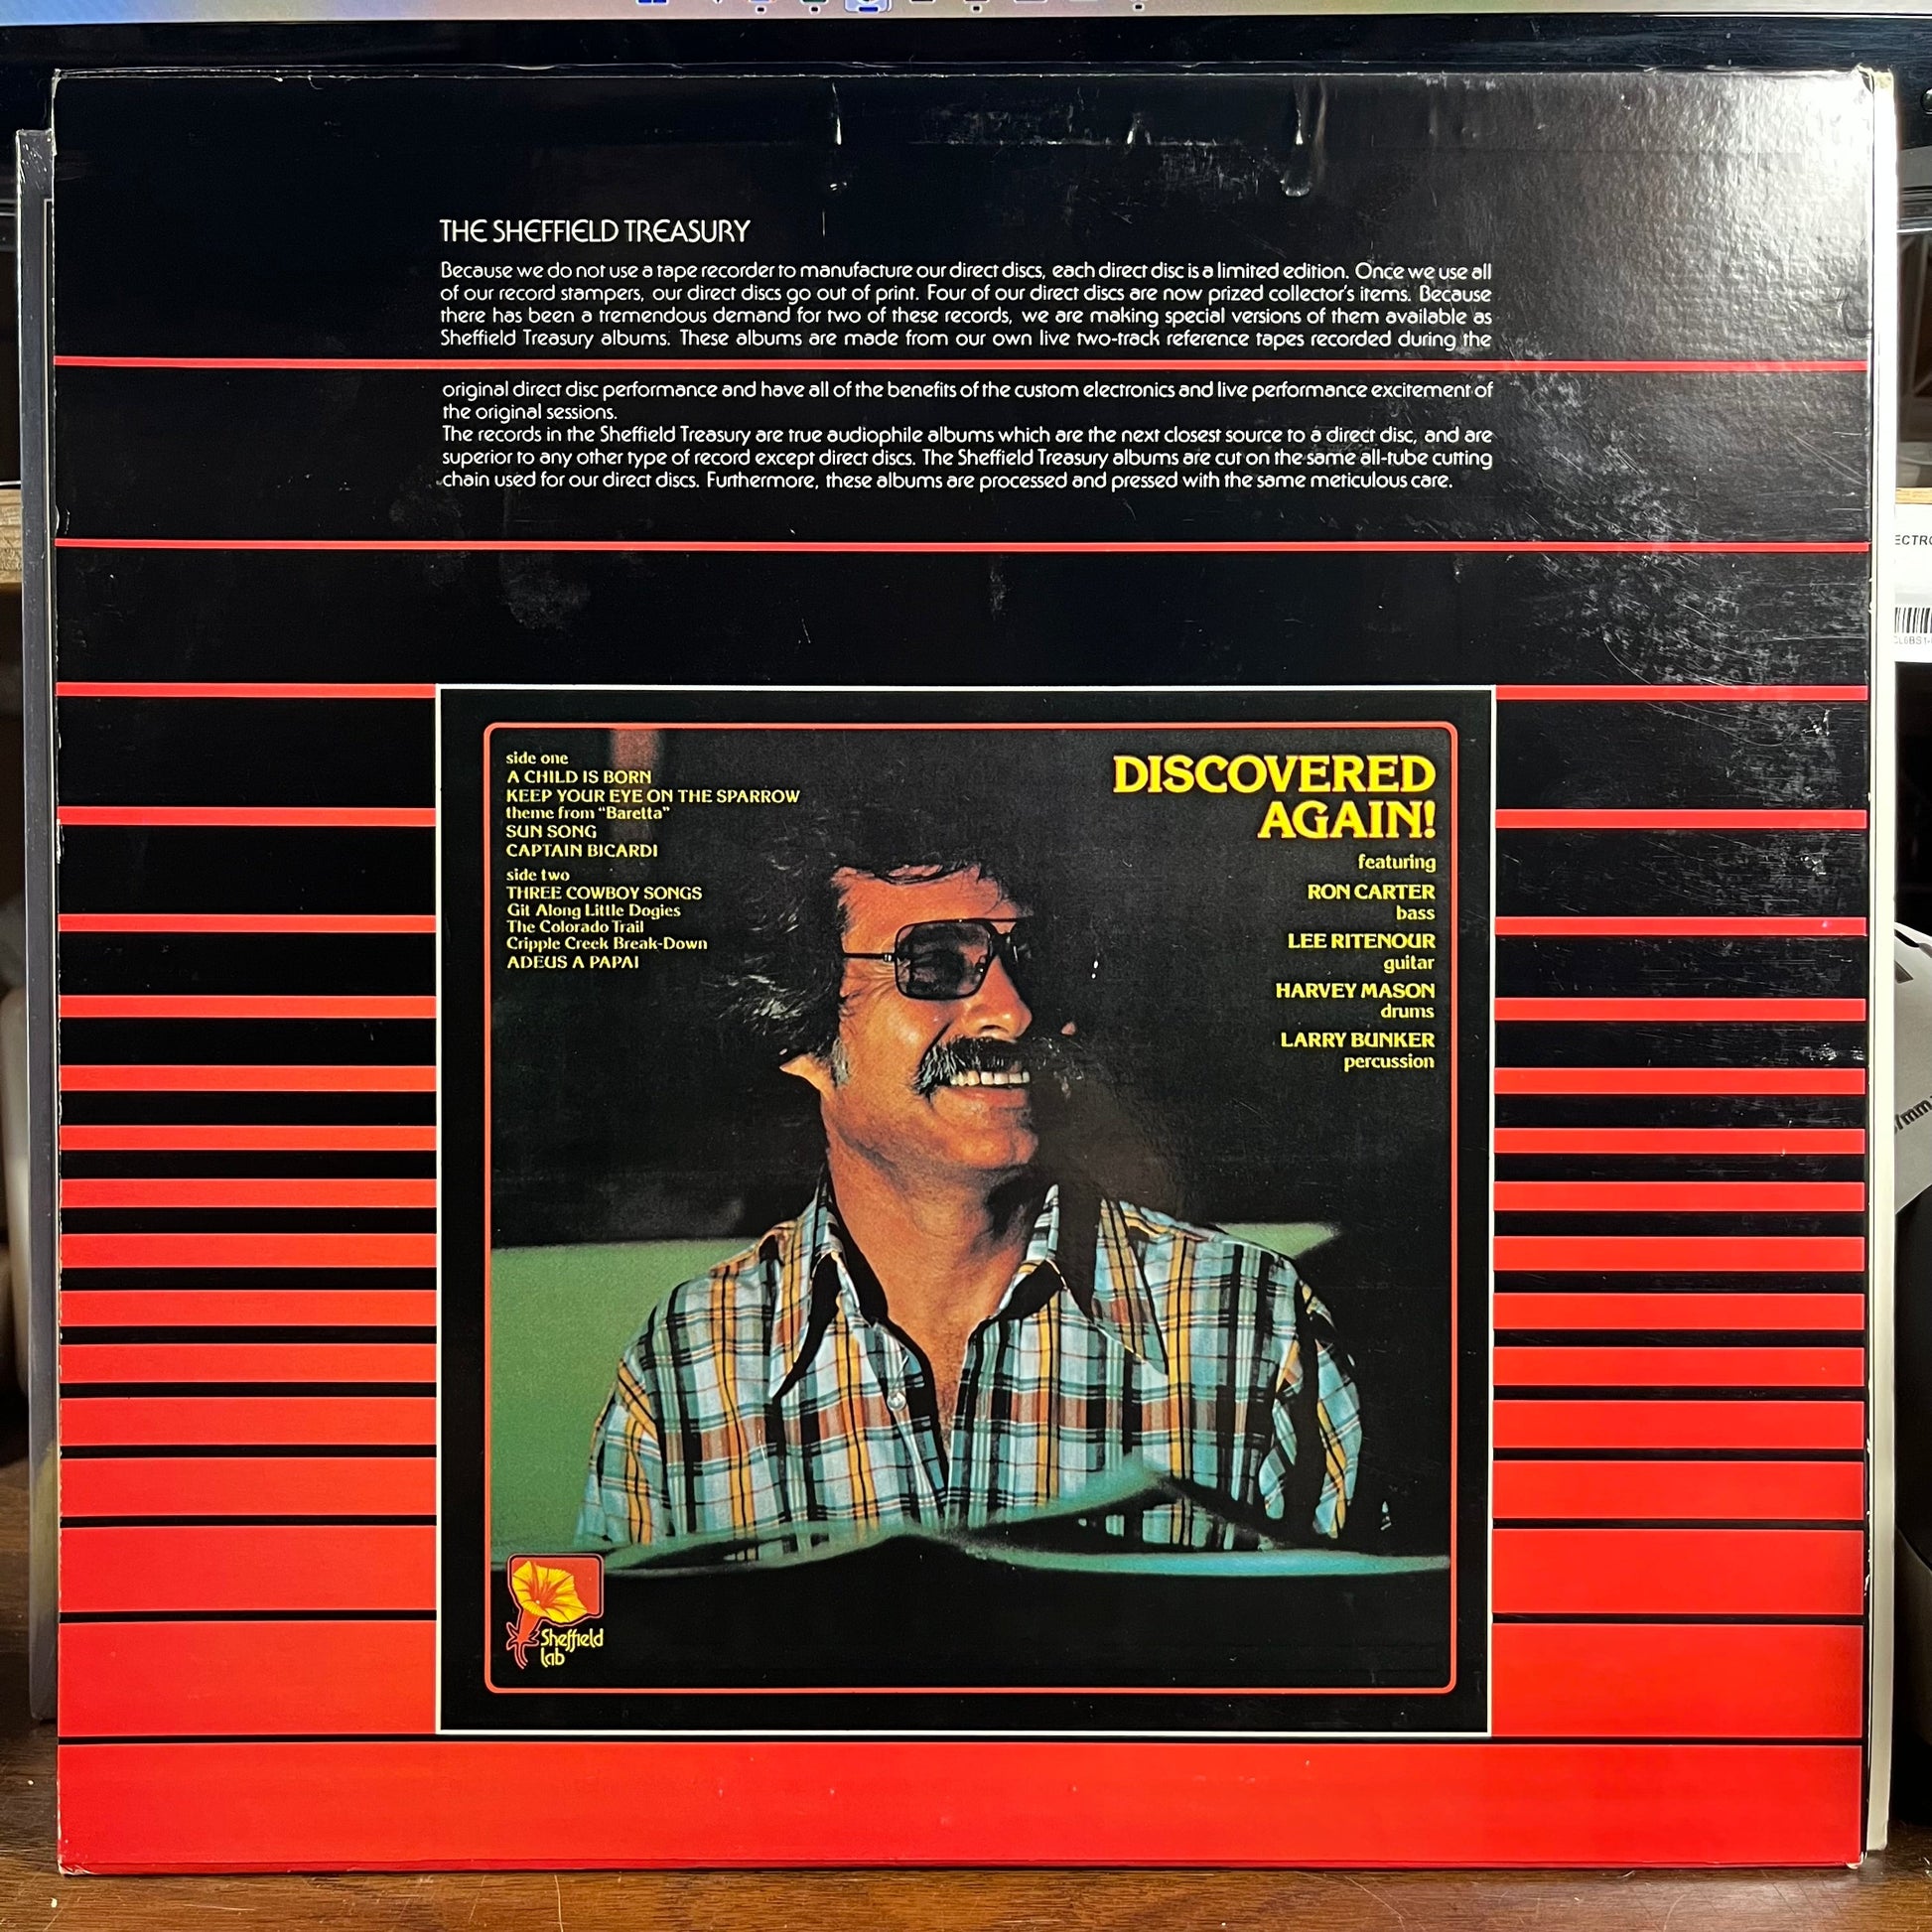 THE SHEFFIELD TREASURY
Because we do not use a tape recorder to manufacture our direct discs, each direct disc is a limited edition. Once we use all
of our record stampers, our direct discs go out of print. Four of our direct discs are now prized collector's items. Because
there has been a tremendous demand for two of these records, we are making special versions of them available as
Sheffield Treasury albums. These albums are made from our own live two-track reference tapes recorded during the
original direct disc performance and have all of the benefits of the custom electronics and live performance excitement of
the original sessions.
The records in the Sheffield Treasury are true audiophile albums which are the next closest source to a direct disc, and are
superior to any other type of record except direct discs. The Sheffield Treasury albums are cut on the same all-tube cutting
chain used for our direct discs. Furthermore, these albums are processed and pressed with the same meticulous care.
side one
A CHILD IS BORN
KEEP YOUR EYE ON THE SPARROW
theme from "Baretta"
SUN SONG
CAPTAIN BICARDI
side two
THREE COWBOY SONGS
Git Along Little Dogies
The Colorado Trail
Cripple Creek Break-Down
ADEUS A PAPAI
DISCOVERED
AGAIN!
featuring
RON CARTER
bass
LEE RITENOUR
guitar
HARVEY MASON
drums
LARRY BUNKER
percussion
Sheffield
lab